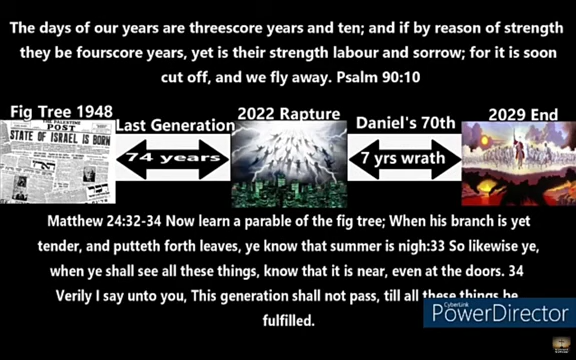 The days of our years are threescore years and ten; and if by reason of strength
they be fourscore years, yet is their strength labour and sorrow; for it is soon
cut off, and we fly away. Psalm 90:10
Fig Tree 1948
Last Generation
2022 Rapture
Daniel's 70th
2029 End
POST
STATE OF ISRAEL IS BORN
74 years
7 yrs wrath
Matthew 24:32-34 Now learn a parable of the fig tree; When his branch is yet
tender, and putteth forth leaves, ye know that summer is nigh:33 So likewise ye,
when ye shall see all these things, know that it is near, even at the doors. 34
Verily I say unto you, This generation shall not pass, till all these things be
fulfilled.
CyberLink
PowerDirector